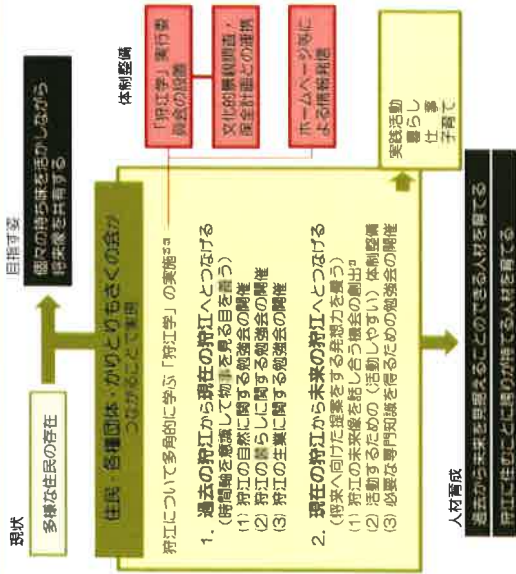 現状
多様な住民の存在
目指す姿
個々の持ち味を活かしながら
将来像を共有する
住民・各種団体・かりとりもさくの会が
つながることで実現
狩江について多角的に学ぶ「狩江学」の実施
1. 過去の狩江から現在の狩江へとつなげる
(時間軸を意識して物事を見る目を養う)
(1) 狩江の自然に関する勉強会の開催
(2) 狩江の暮らしに関する勉強会の開催
(3) 狩江の生業に関する勉強会の開催
2. 現在の狩江から未来の狩江へとつなげる
(将来へ向けた提案をする発想力を養う)
(1) 狩江の未来像を話し合う機会の創出
(2) 活動するための(活動しやすい)体制整備
(3) 必要な専門知識を得るための勉強会の開催
体制整備
「狩江学」実行委
員会の設置
文化的景観調査・
保全計画との連携
ホームページ等に
よる情報発信
実践活動
暮らし
仕 事
子育て
人材育成
過去から未来を見据えることのできる人材を育てる
狩江に住むことに誇りが持てる人材を育てる